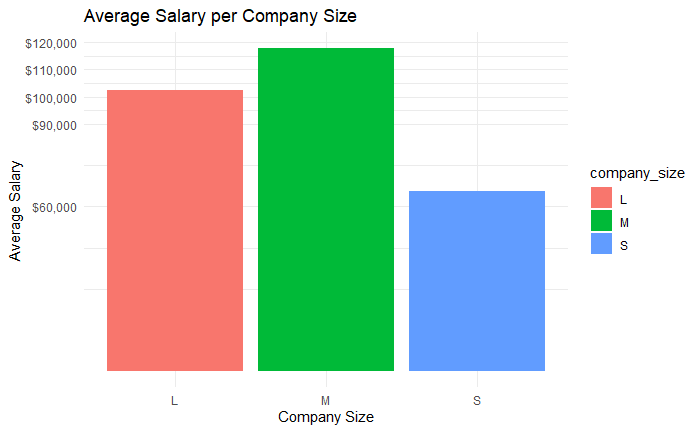 Average Salary per Company Size
$120,000
$110,000
$100,000
$90,000
$60,000
Average Salary
L
M
S
Company Size
company_size
L
M
S